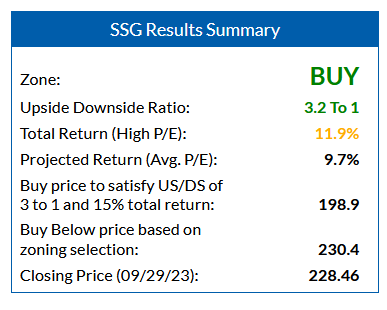 SSG Results Summary
Zone: BUY
Upside Downside Ratio: 3.2 To 1
Total Return (High P/E): 11.9%
Projected Return (Avg. P/E): 9.7%
Buy price to satisfy US/DS of
3 to 1 and 15% total return: 198.9
Buy Below price based on
zoning selection: 230.4
Closing Price (09/29/23): 228.46